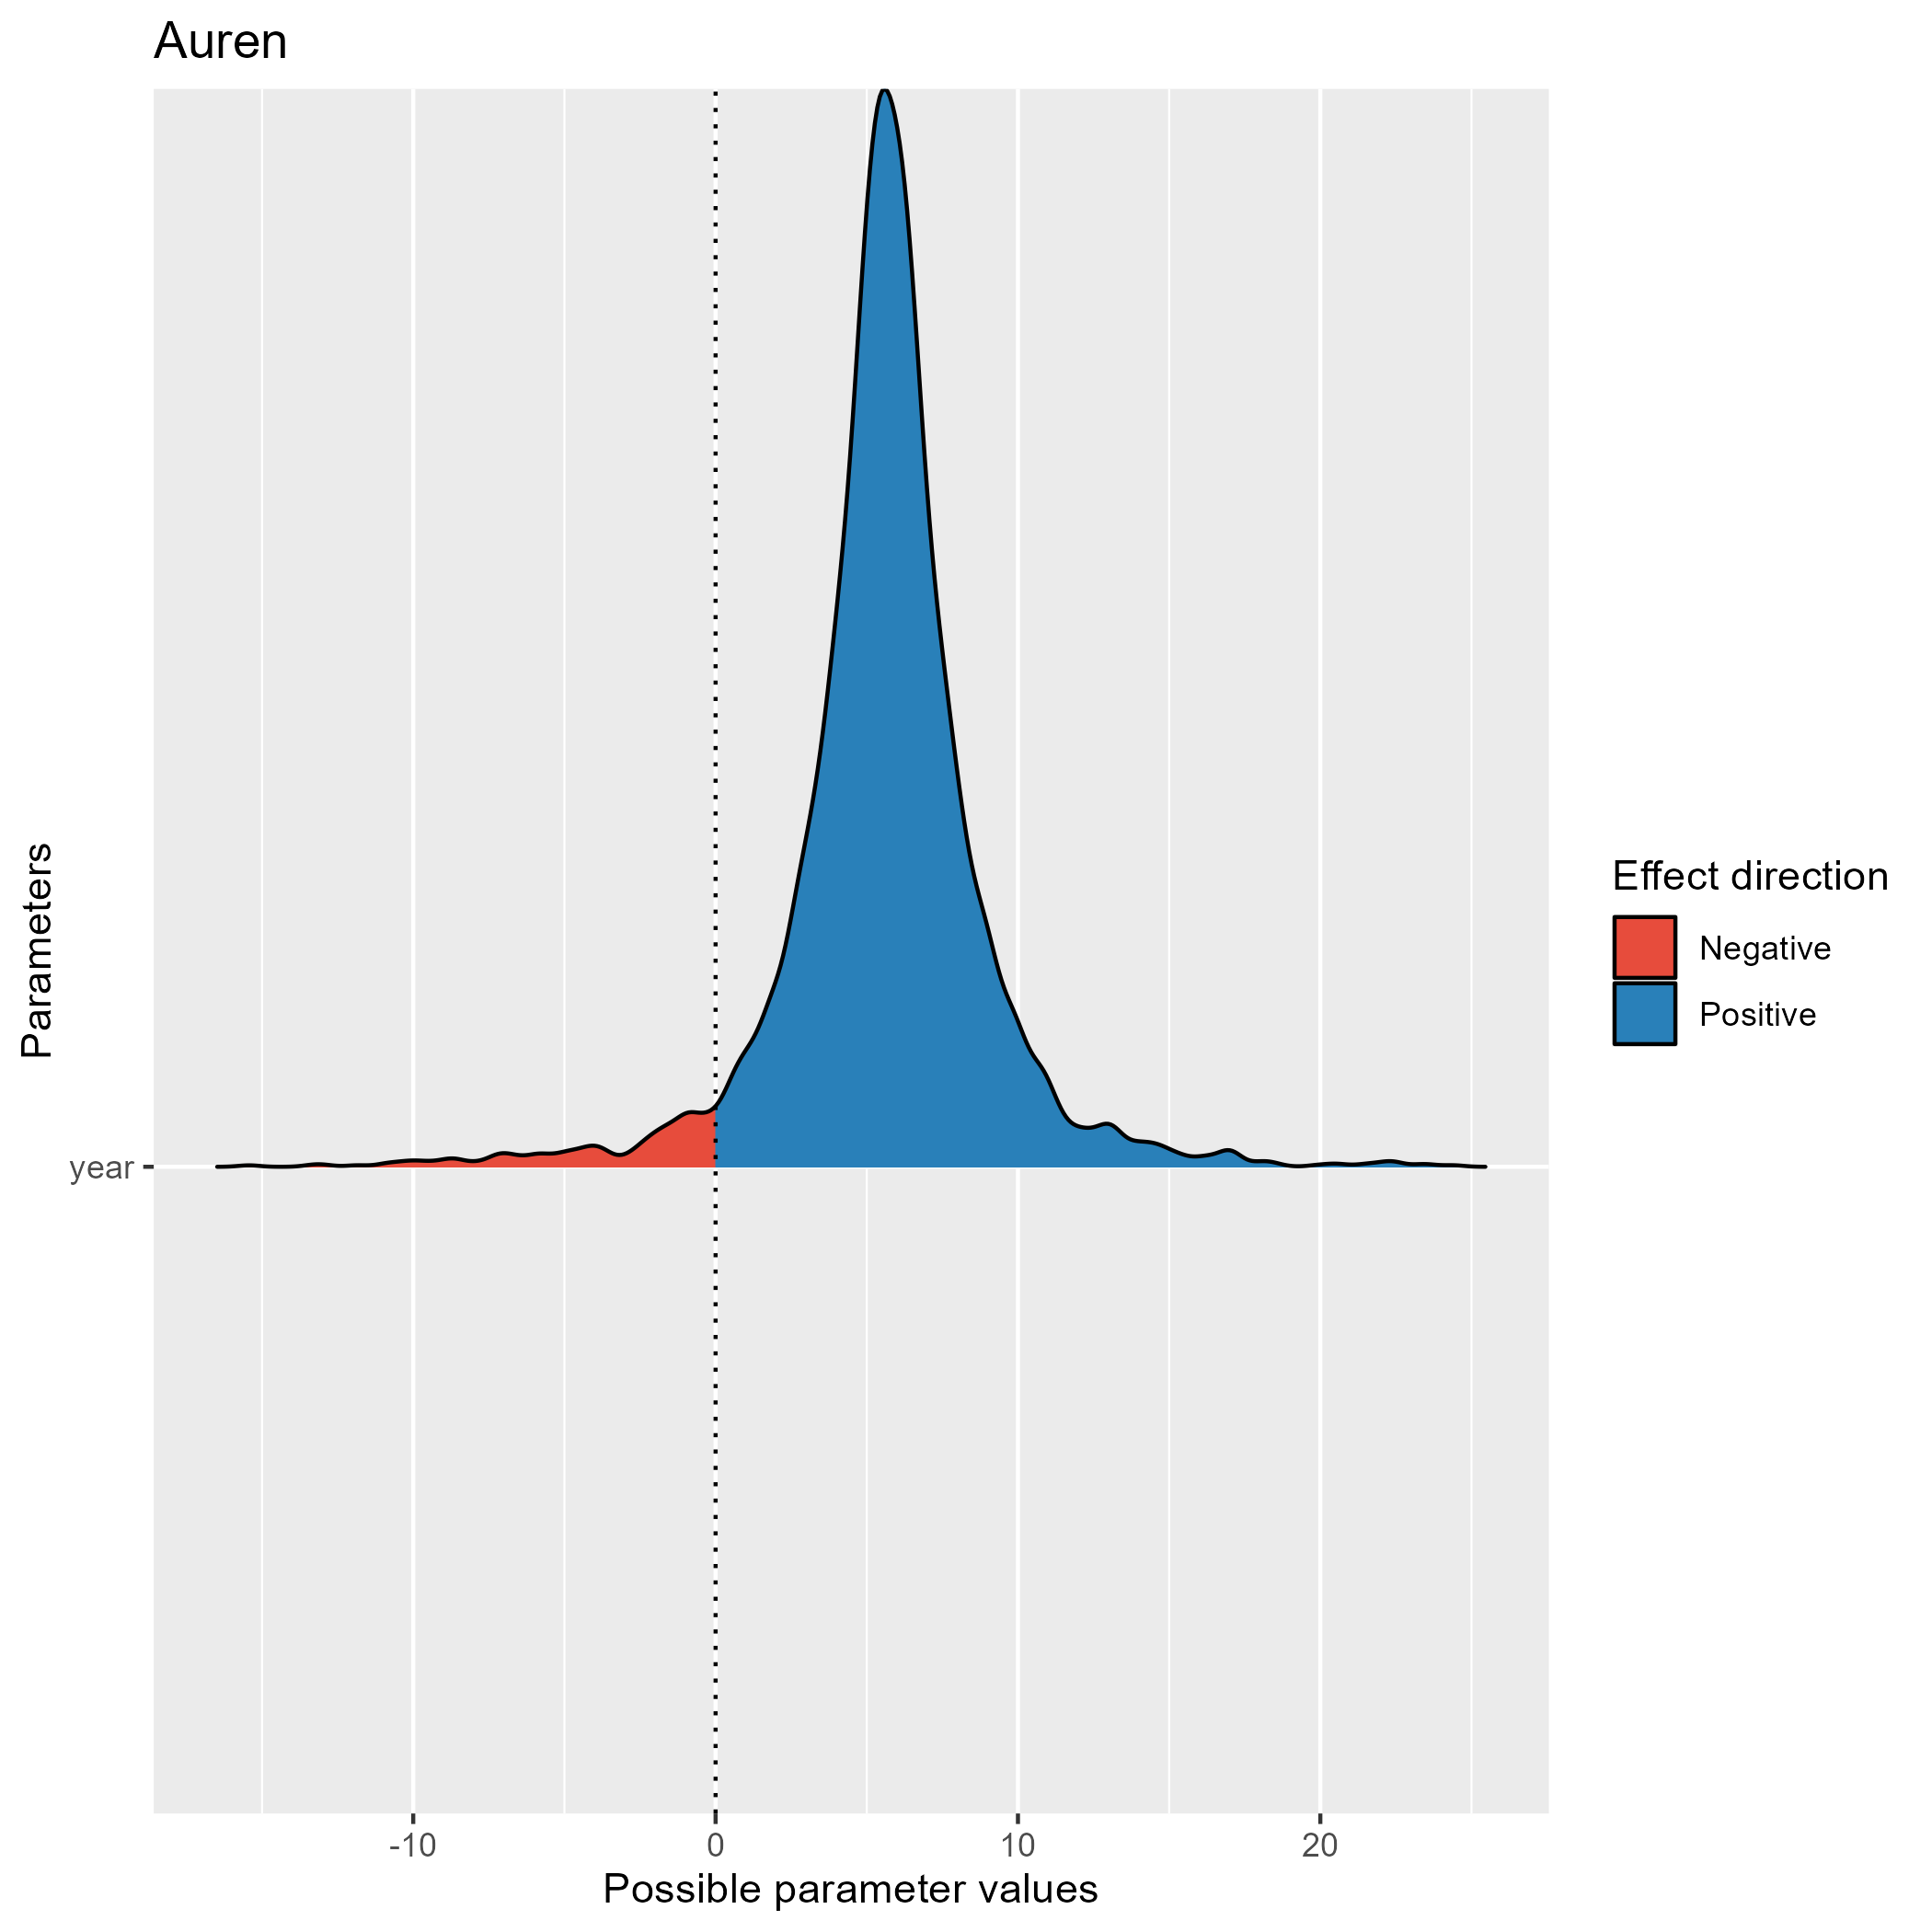 Auren
Parameters
year
-10
0
10
20
Possible parameter values
Effect direction
Negative
Positive